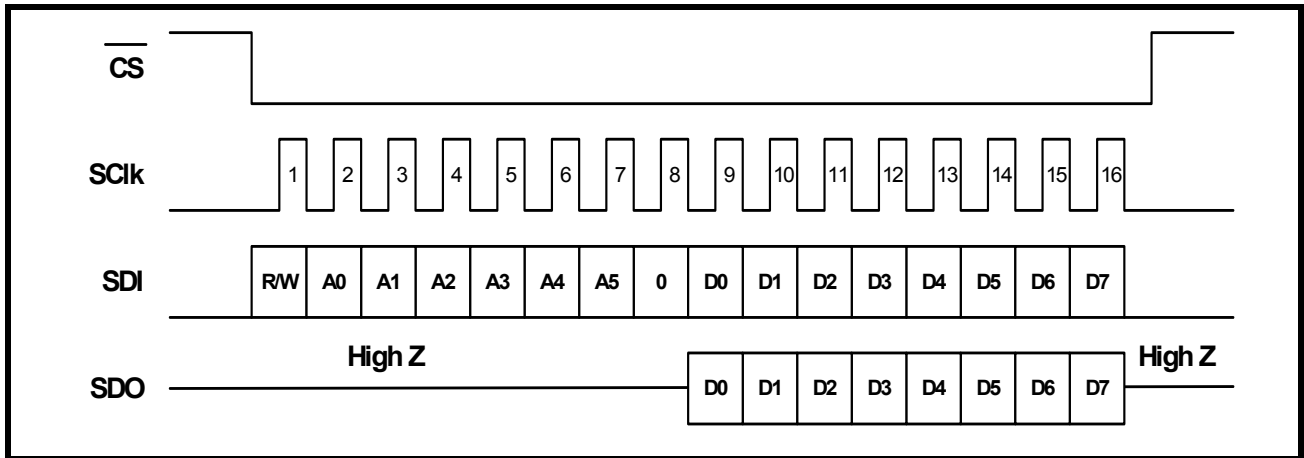 CS
SClk 1 2 3 4 5 6 7 8 9 10 11 12 13 14 15 16
SDI R/W A0 A1 A2 A3 A4 A5 0 D0 D1 D2 D3 D4 D5 D6 D7
High Z High Z
SDO D0 D1 D2 D3 D4 D5 D6 D7